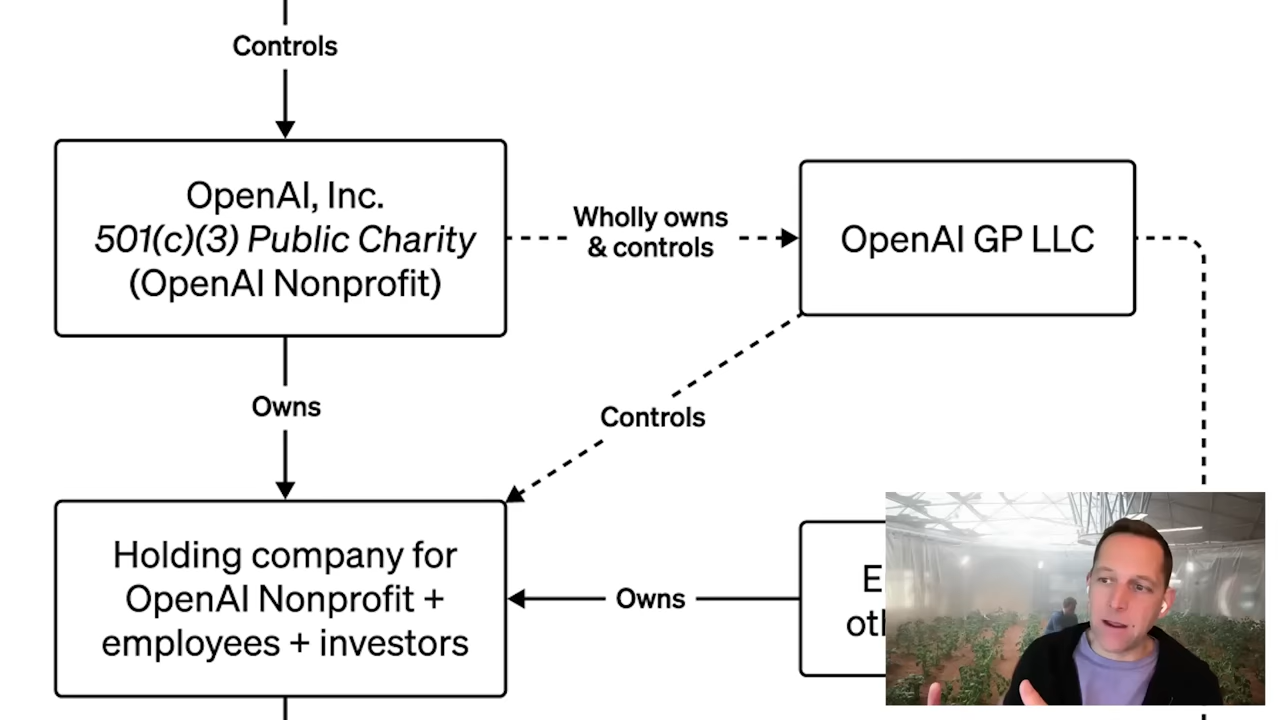 Controls
OpenAI, Inc.
501(c)(3) Public Charity
(OpenAI Nonprofit)
Wholly owns
& controls
OpenAI GP LLC
Owns
Controls
Holding company for
OpenAI Nonprofit +
employees + investors
Owns